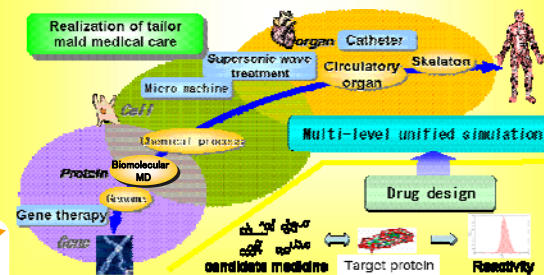 Realization of tailor
mald medical care
organ
Catheter
Supersonic wave
treatment
Circulatory
organ
Skeleton
Micro machine
Cell
Chemical process
Multi-level unified simulation
Protein
Biomolecular
MD
Genome
Drug design
Gene therapy
Gene
candidate medicine
Target protein
Reactivity